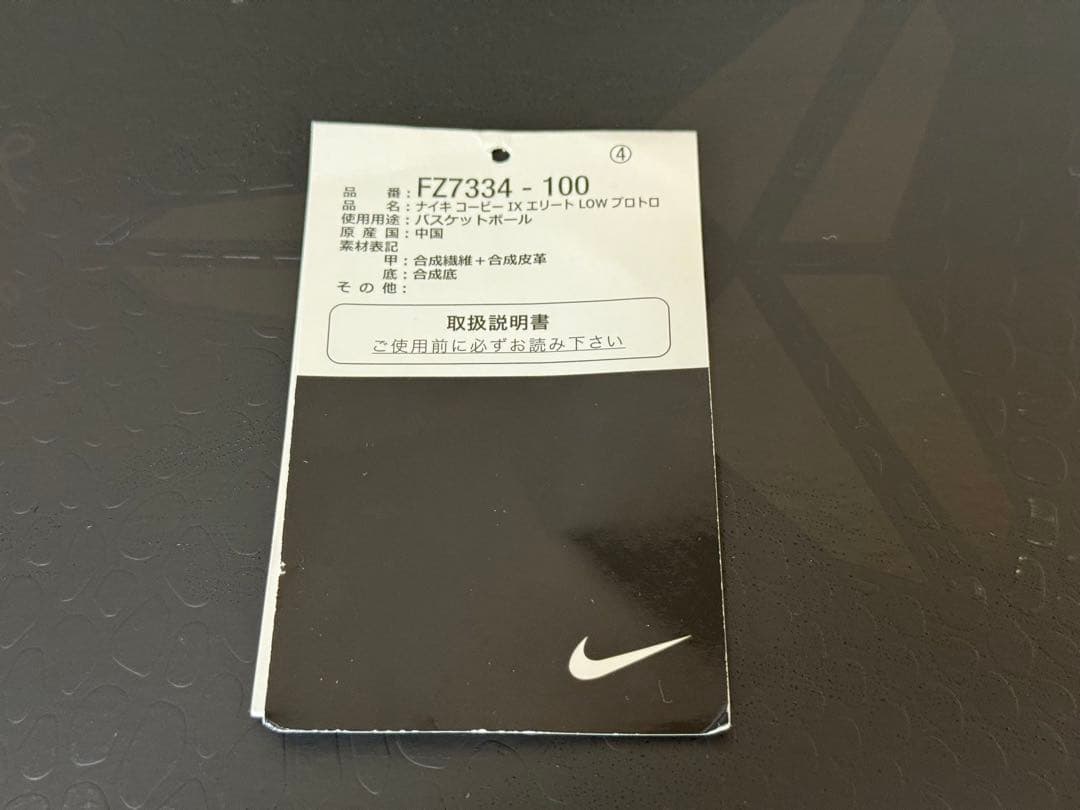 ④
品 番：FZ7334 - 100
品 名：ナイキ コービー IX エリート LOW プロトロ
使用用途：バスケットボール
原 産 国：中国
素材表記
甲：合成繊維＋合成皮革
底：合成底
そ の 他：
取扱説明書
ご使用前に必ずお読み下さい